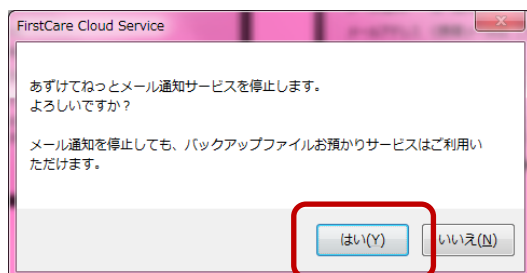 FirstCare Cloud Service
あずけてねっとメール通知サービスを停止します。
よろしいですか？
メール通知を停止しても、バックアップファイルお預かりサービスはご利用い
ただけます。
はい(Y)
いいえ(N)